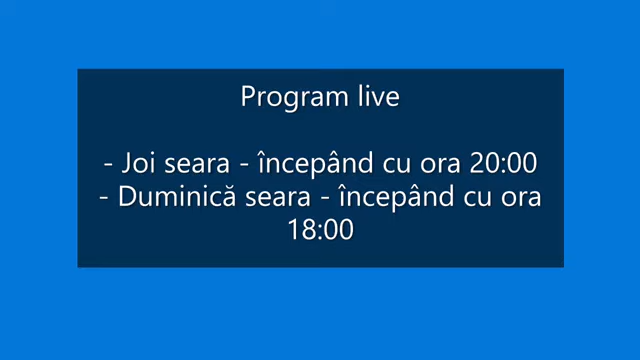 Program live
- Joi seara - începând cu ora 20:00
- Duminică seara - începând cu ora
18:00